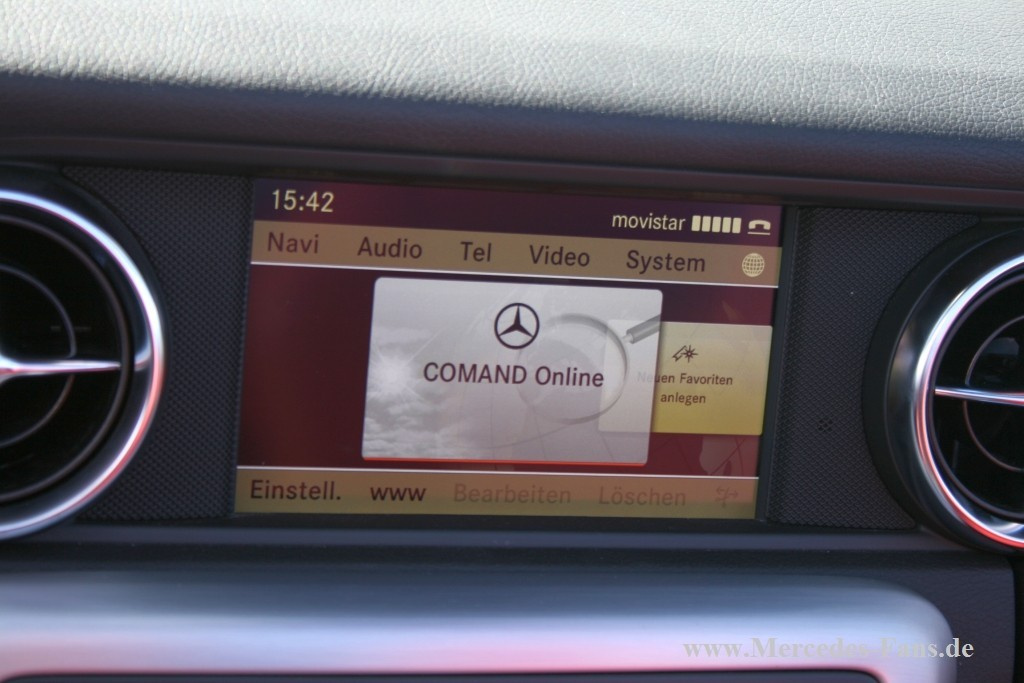 15:42
movistar
Navi Audio Tel Video System
COMAND Online
Neuen Favoriten
anlegen
Einstell. www Bearbeiten Löschen
www.Mercedes-Fans.de